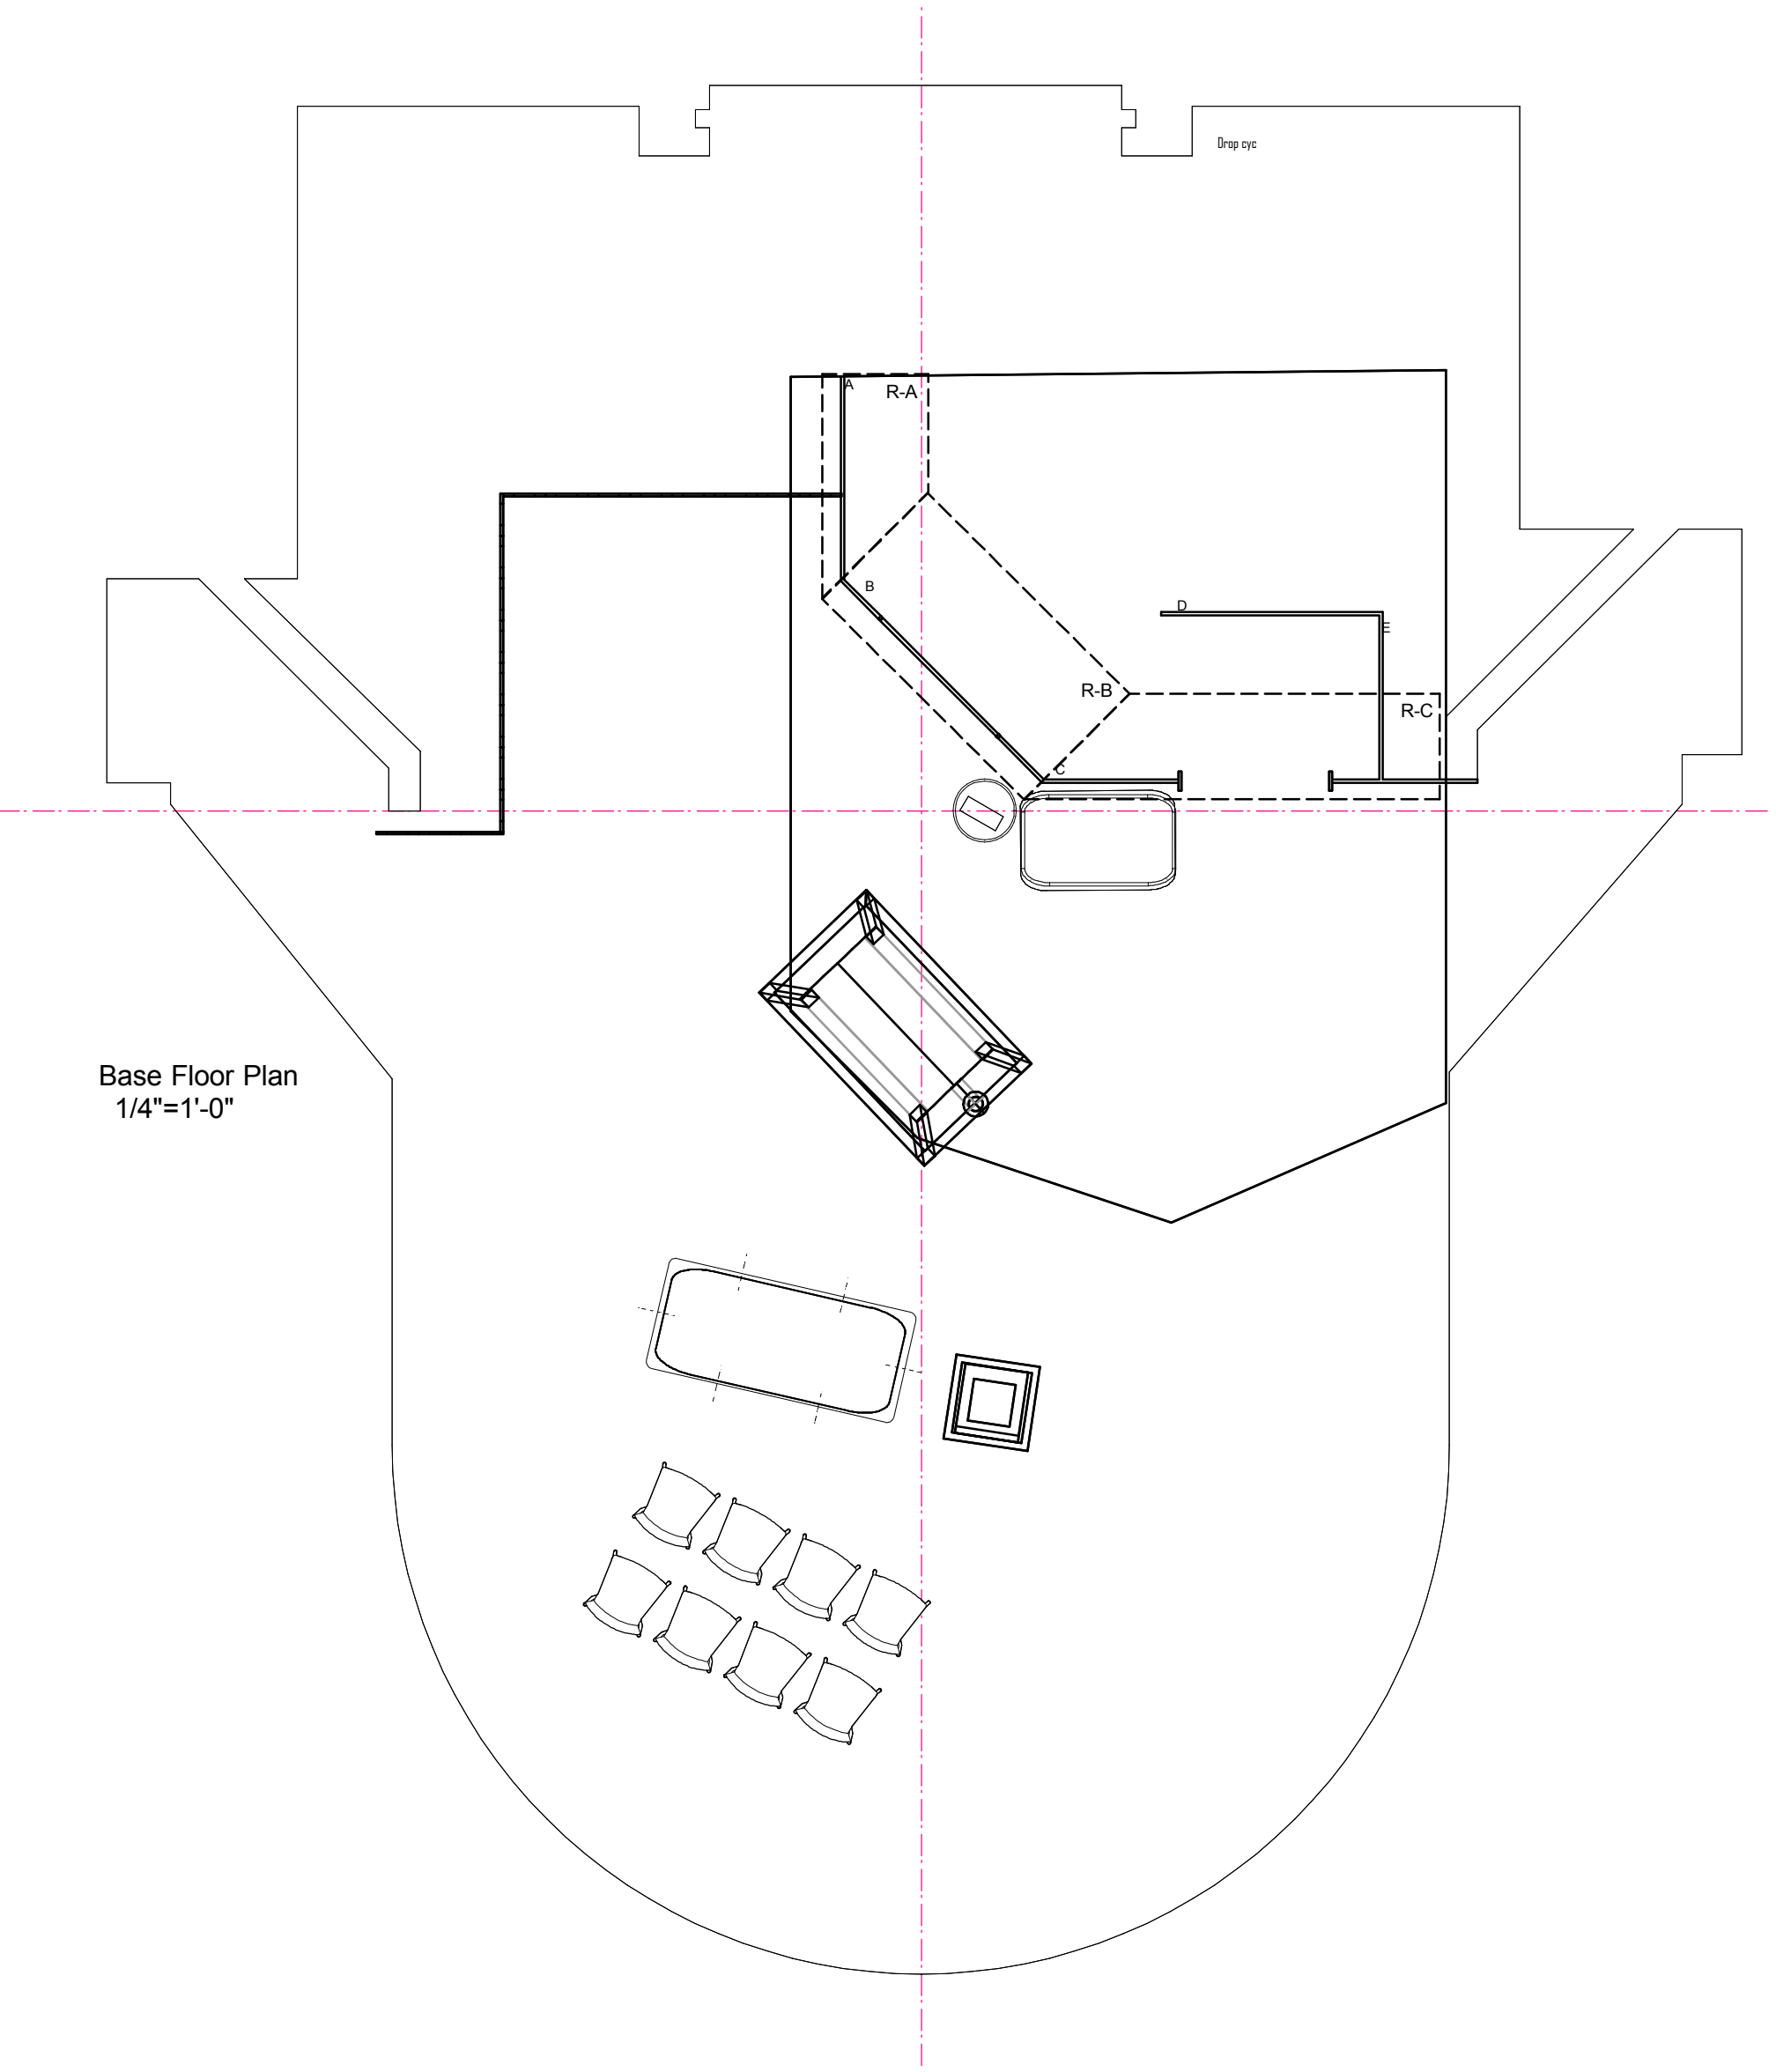 Drop cyc
A
R-A
B
D
E
R-B
R-C
C
Base Floor Plan
1/4"=1'-0"